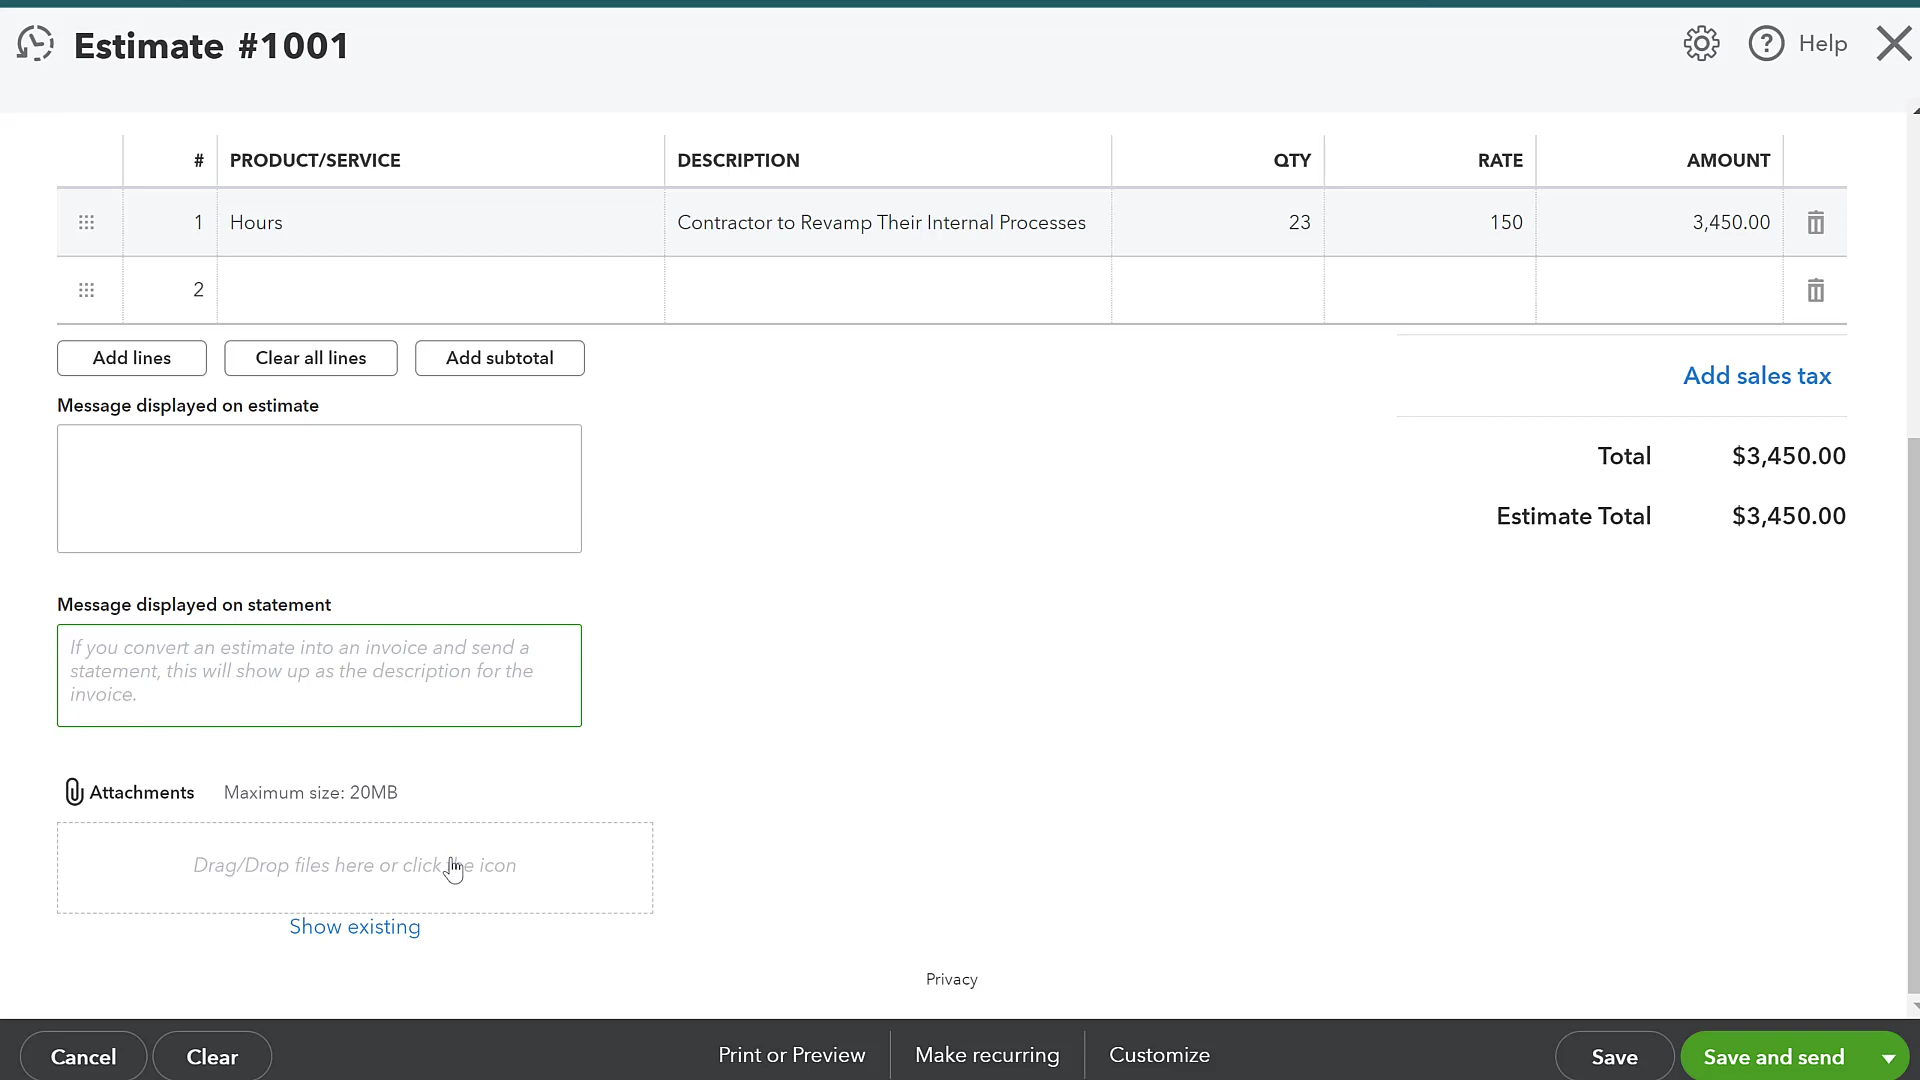 Estimate #1001
Help
# PRODUCT/SERVICE DESCRIPTION QTY RATE AMOUNT
1 Hours Contractor to Revamp Their Internal Processes 23 150 3,450.00
2
Add lines Clear all lines Add subtotal
Add sales tax
Message displayed on estimate
Total $3,450.00
Estimate Total $3,450.00
Message displayed on statement
If you convert an estimate into an invoice and send a
statement, this will show up as the description for the
invoice.
Attachments Maximum size: 20MB
Drag/Drop files here or click the icon
Show existing
Privacy
Cancel Clear Print or Preview Make recurring Customize Save Save and send